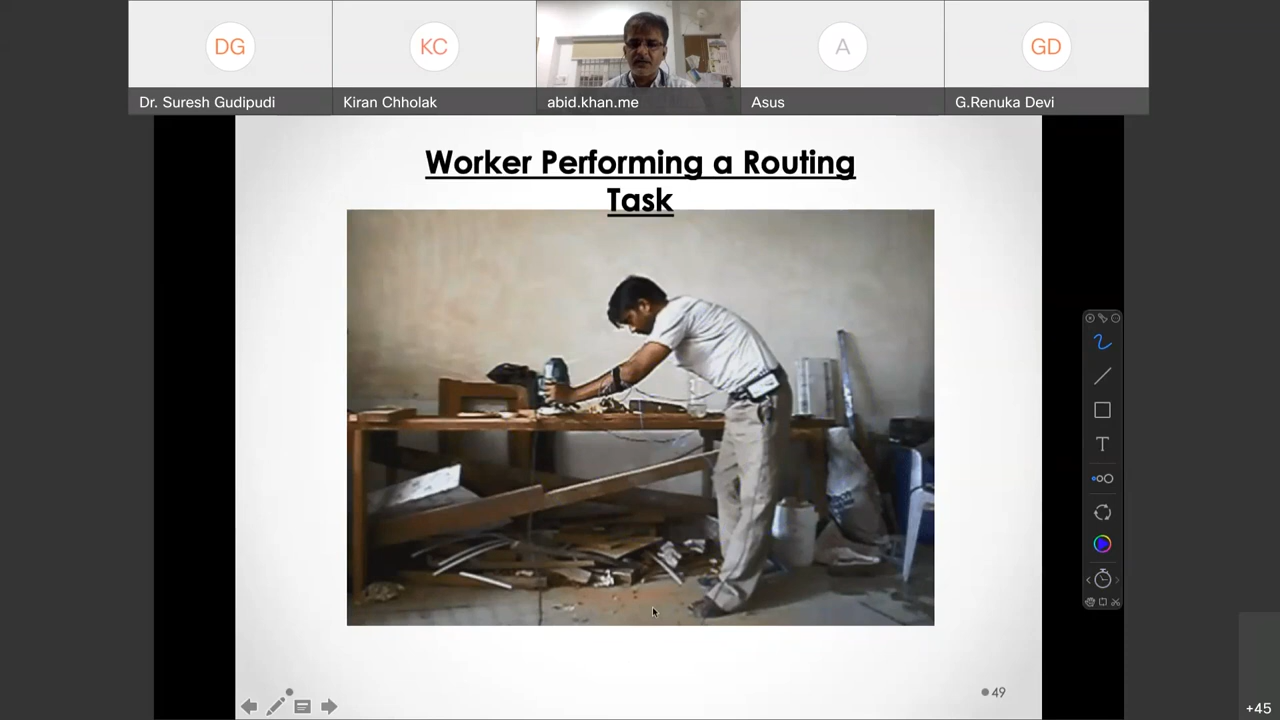 DG
KC
A
GD
Dr. Suresh Gudipudi
Kiran Chholak
abid.khan.me
Asus
G.Renuka Devi
Worker Performing a Routing
Task
T
49
+45